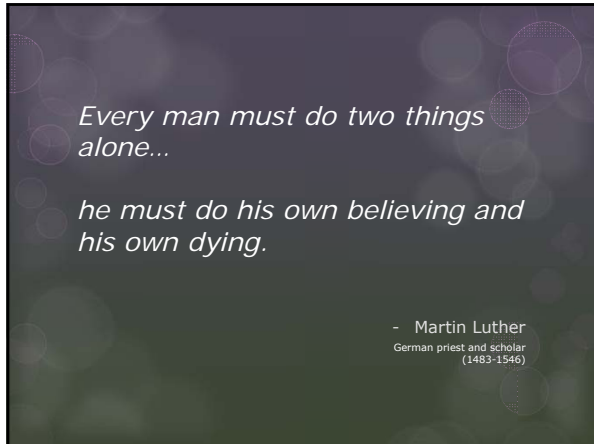 Every man must do two things
alone…
he must do his own believing and
his own dying.
- Martin Luther
German priest and scholar
(1483-1546)